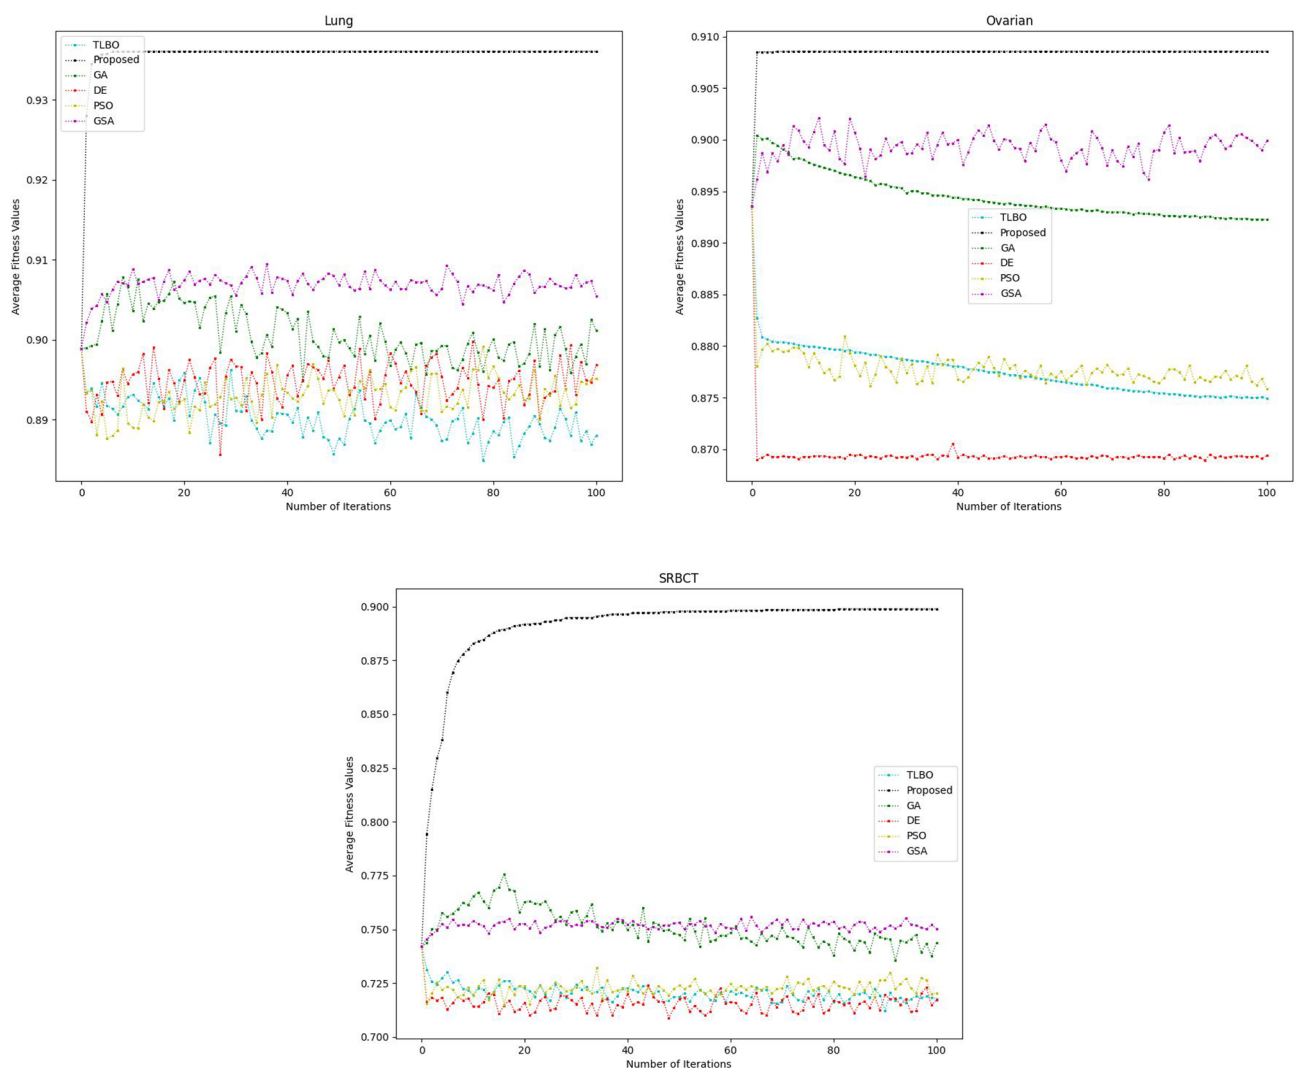 Lung
Average Fitness Values
0.93
0.92
0.91
0.90
0.89
TLBO
Proposed
GA
DE
PSO
GSA
0 20 40 60 80 100
Number of Iterations
Ovarian
Average Fitness Values
0.910
0.905
0.900
0.895
0.890
0.885
0.880
0.875
0.870
TLBO
Proposed
GA
DE
PSO
GSA
0 20 40 60 80 100
Number of Iterations
SRBCT
Average Fitness Values
0.900
0.875
0.850
0.825
0.800
0.775
0.750
0.725
0.700
TLBO
Proposed
GA
DE
PSO
GSA
0 20 40 60 80 100
Number of Iterations